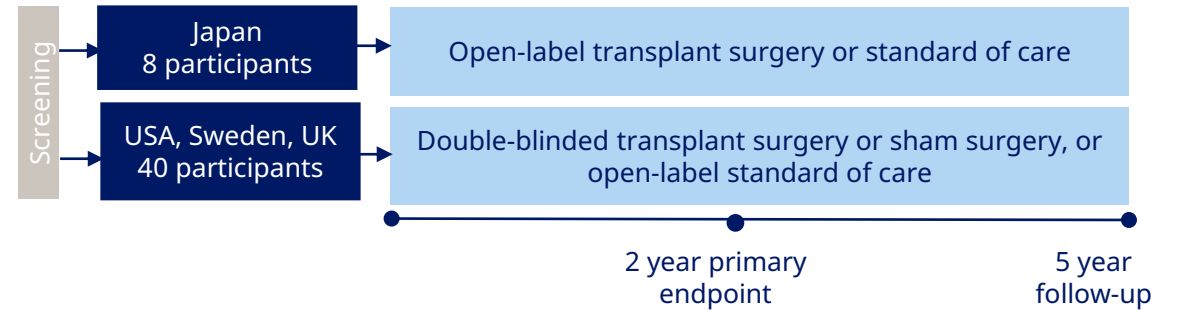 Screening
Japan
8 participants
Open-label transplant surgery or standard of care
USA, Sweden, UK
40 participants
Double-blinded transplant surgery or sham surgery, or
open-label standard of care
2 year primary
endpoint
5 year
follow-up